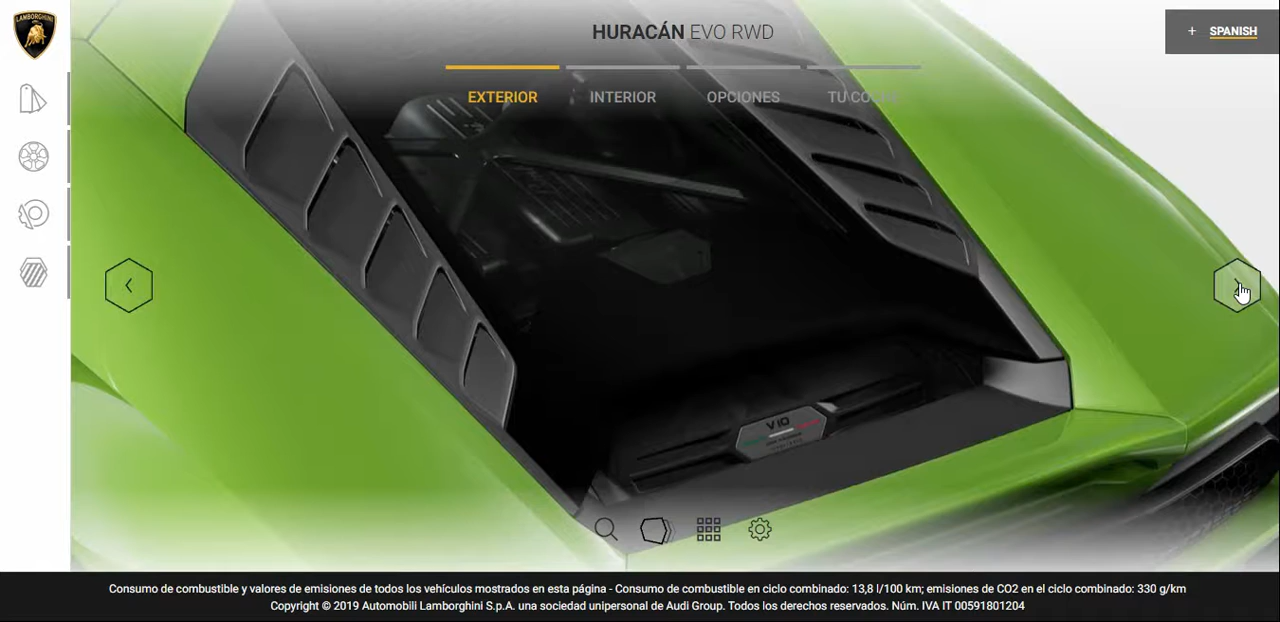 LAMBORGHINI
HURACÁN EVO RWD
+ SPANISH
EXTERIOR INTERIOR OPCIONES TU COCHE
V10
Consumo de combustible y valores de emisiones de todos los vehículos mostrados en esta página - Consumo de combustible en ciclo combinado: 13,8 l/100 km; emisiones de CO2 en el ciclo combinado: 330 g/km
Copyright © 2019 Automobili Lamborghini S.p.A. una sociedad unipersonal de Audi Group. Todos los derechos reservados. Núm. IVA IT 00591801204